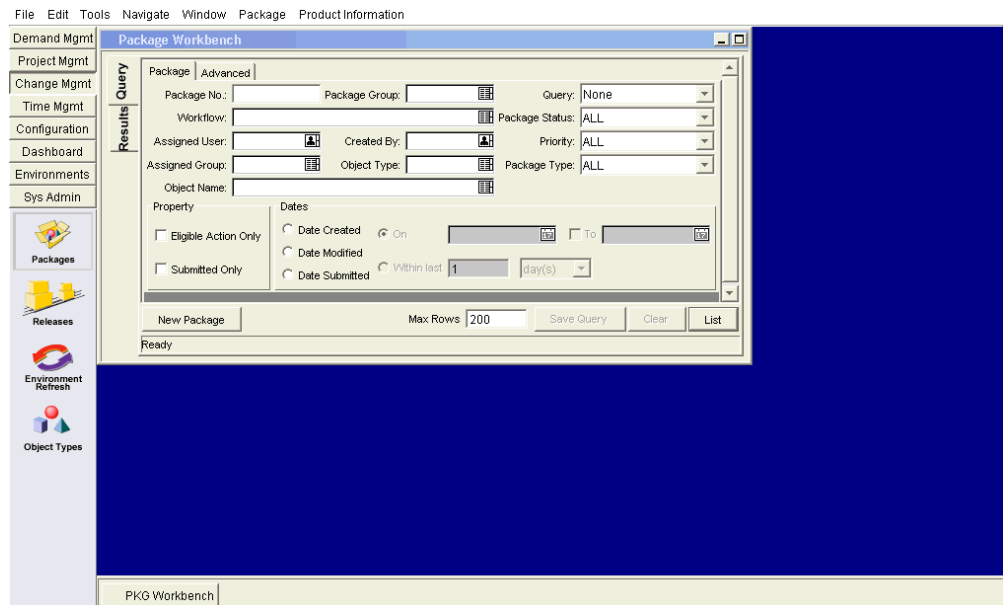 File Edit Tools Navigate Window Package Product Information
Demand Mgmt
Project Mgmt
Change Mgmt
Time Mgmt
Configuration
Dashboard
Environments
Sys Admin
Packages
Releases
Environment
Refresh
Object Types
Package Workbench
Query
Results
Package Advanced
Package No.: Package Group: Query: None
Workflow: Package Status: ALL
Assigned User: Created By: Priority: ALL
Assigned Group: Object Type: Package Type: ALL
Object Name:
Property Dates
Eligible Action Only Date Created On To
Date Modified
Submitted Only Date Submitted Within last 1 day(s)
New Package Max Rows 200 Save Query Clear List
Ready
PKG Workbench